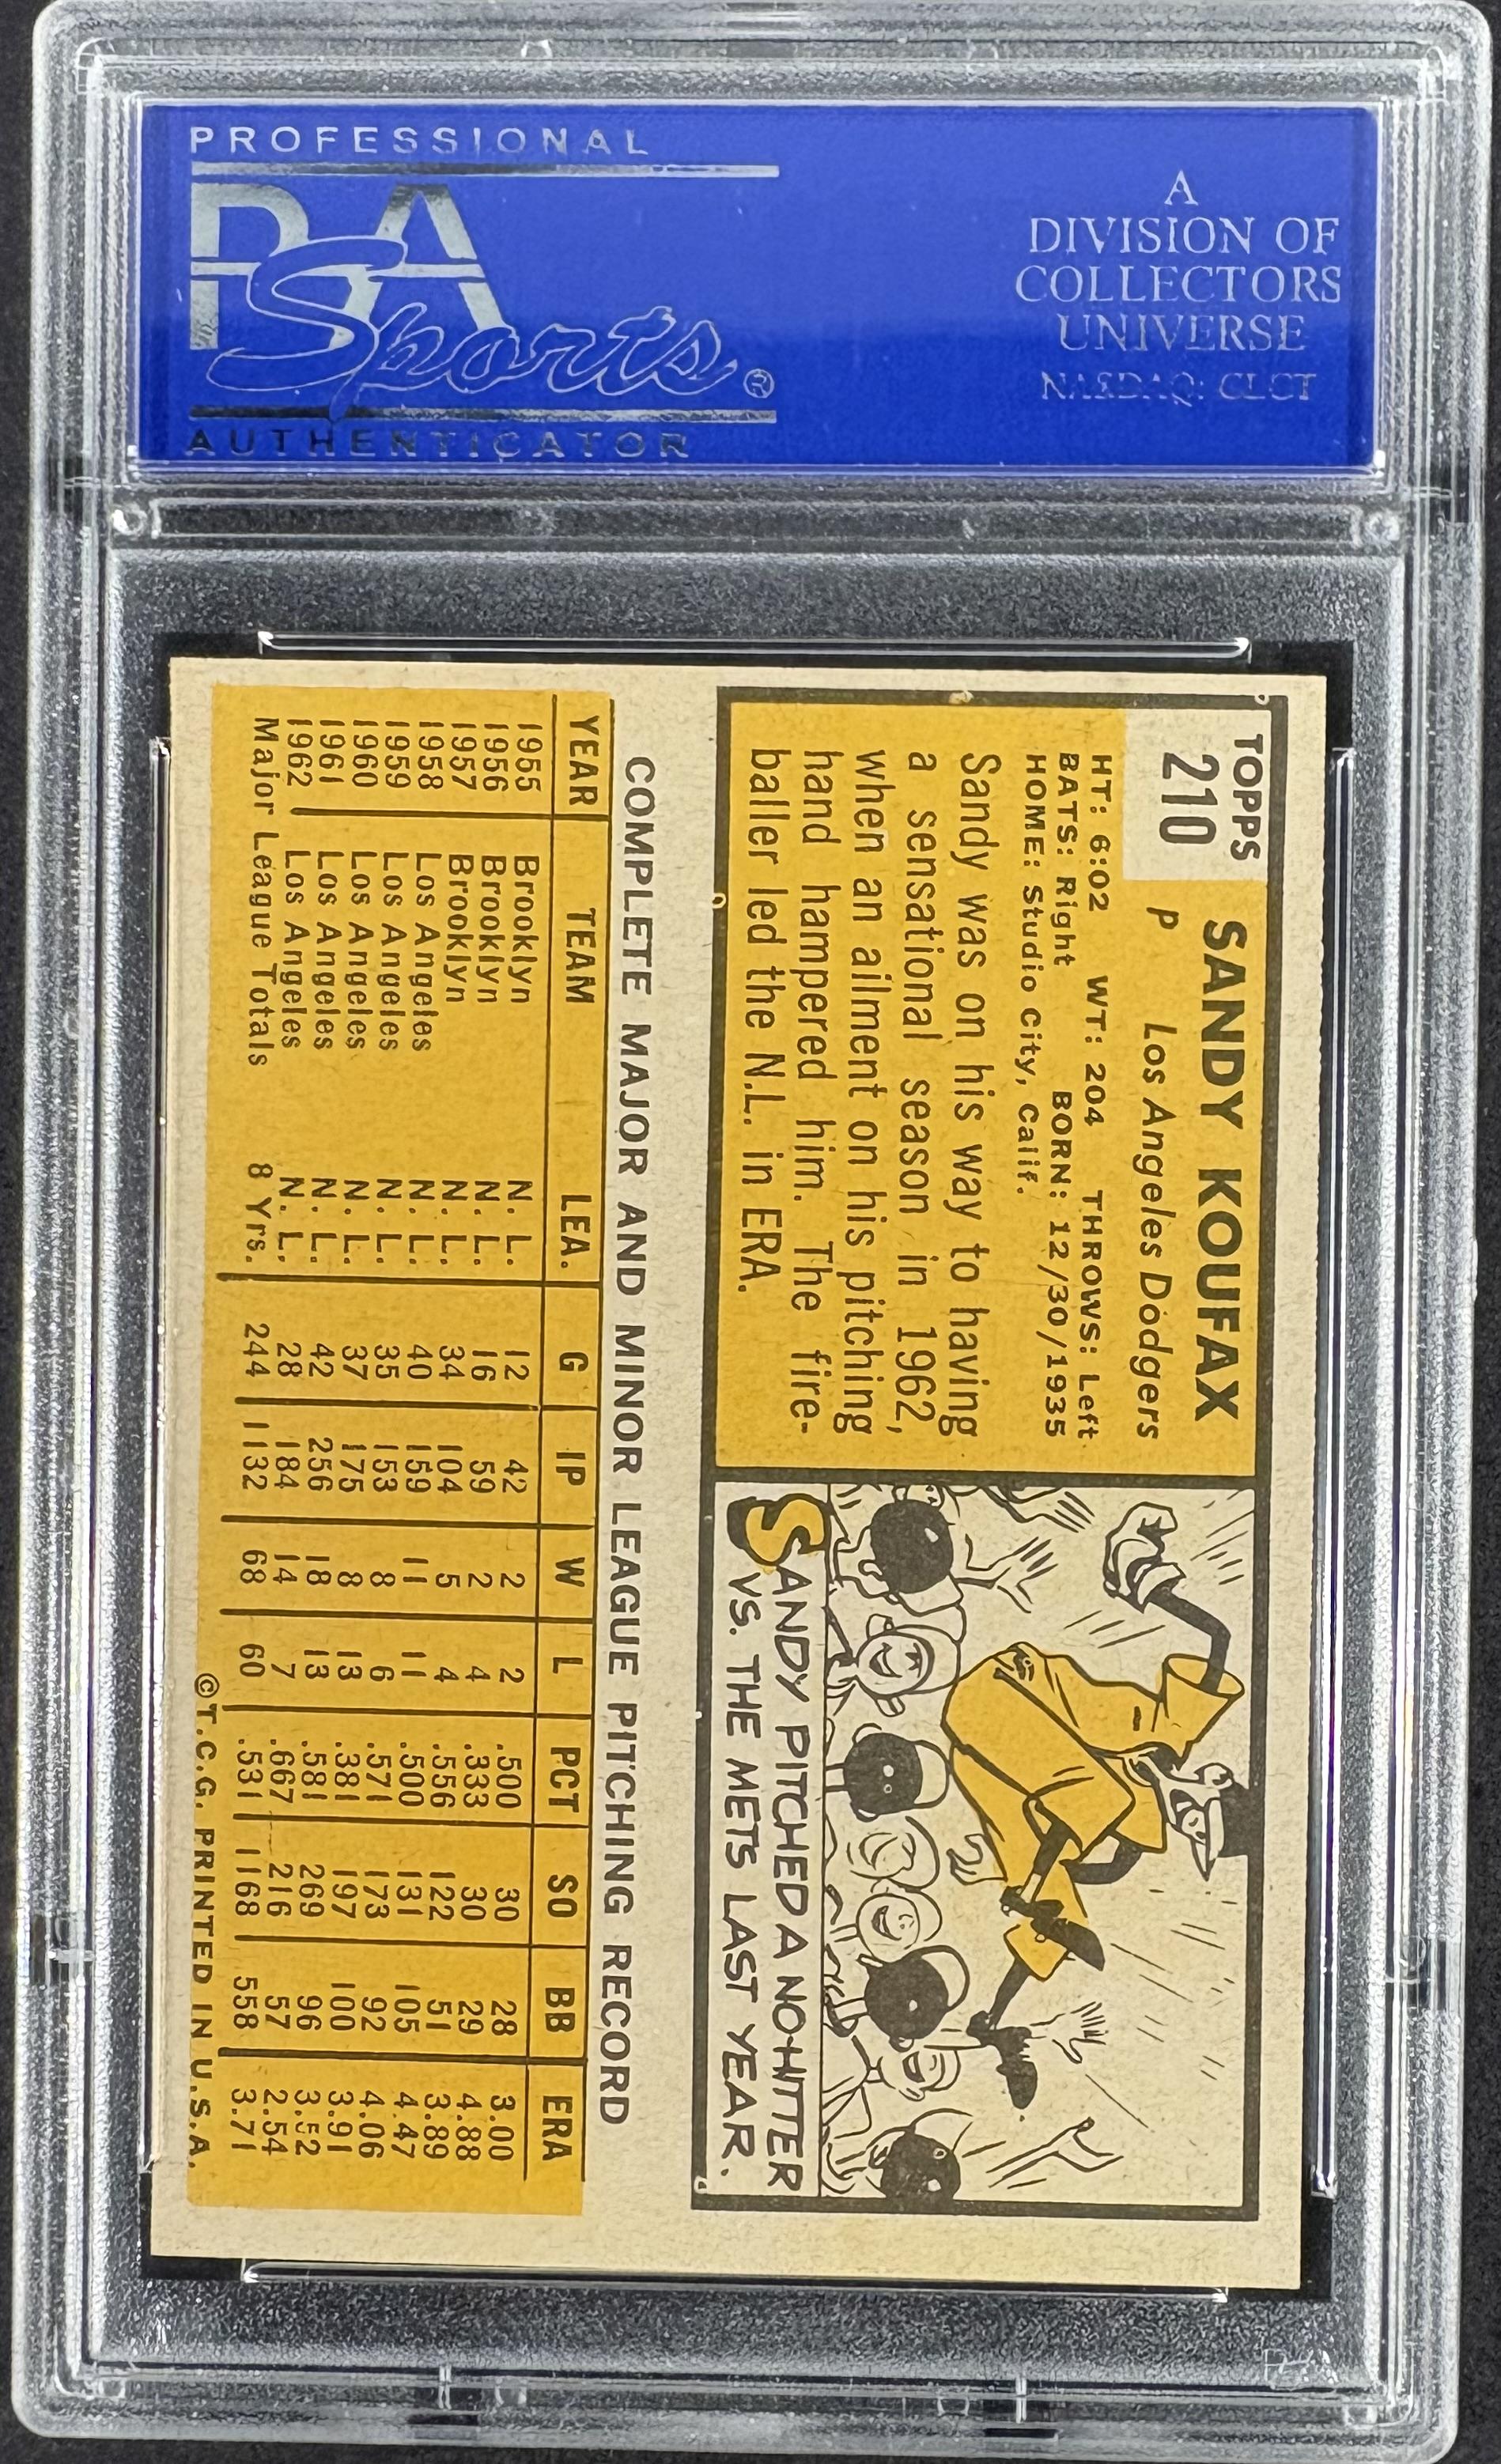 PROFESSIONAL
PSA
Sports®
AUTHENTICATOR
A
DIVISION OF
COLLECTORS
UNIVERSE
NASDAQ: CLCT
TOPPS
210
SANDY KOUFAX
P Los Angeles Dodgers
HT: 6:02 WT: 204 THROWS: Left
BATS: Right BORN: 12/30/1935
HOME: Studio City, Calif.
Sandy was on his way to having
a sensational season in 1962,
when an ailment on his pitching
hand hampered him. The fire-
baller led the N.L. in ERA.
SANDY PITCHED A NO-HITTER
VS. THE METS LAST YEAR.
COMPLETE MAJOR AND MINOR LEAGUE PITCHING RECORD
YEAR TEAM LEA. G IP W L PCT SO BB ERA
1955 Brooklyn N. L. 12 42 2 2 .500 30 28 3.00
1956 Brooklyn N. L. 16 59 2 4 .333 30 29 4.88
1957 Brooklyn N. L. 34 104 5 4 .556 122 51 3.89
1958 Los Angeles N. L. 40 159 11 11 .500 131 105 4.47
1959 Los Angeles N. L. 35 153 8 6 .571 173 92 4.06
1960 Los Angeles N. L. 37 175 8 13 .381 197 100 3.91
1961 Los Angeles N. L. 42 256 18 13 .581 269 96 3.52
1962 Los Angeles N. L. 28 184 14 7 .667 216 57 2.54
Major League Totals 8 Yrs. 244 1132 68 60 .531 1168 558 3.71
©T.C.G. PRINTED IN U.S.A.